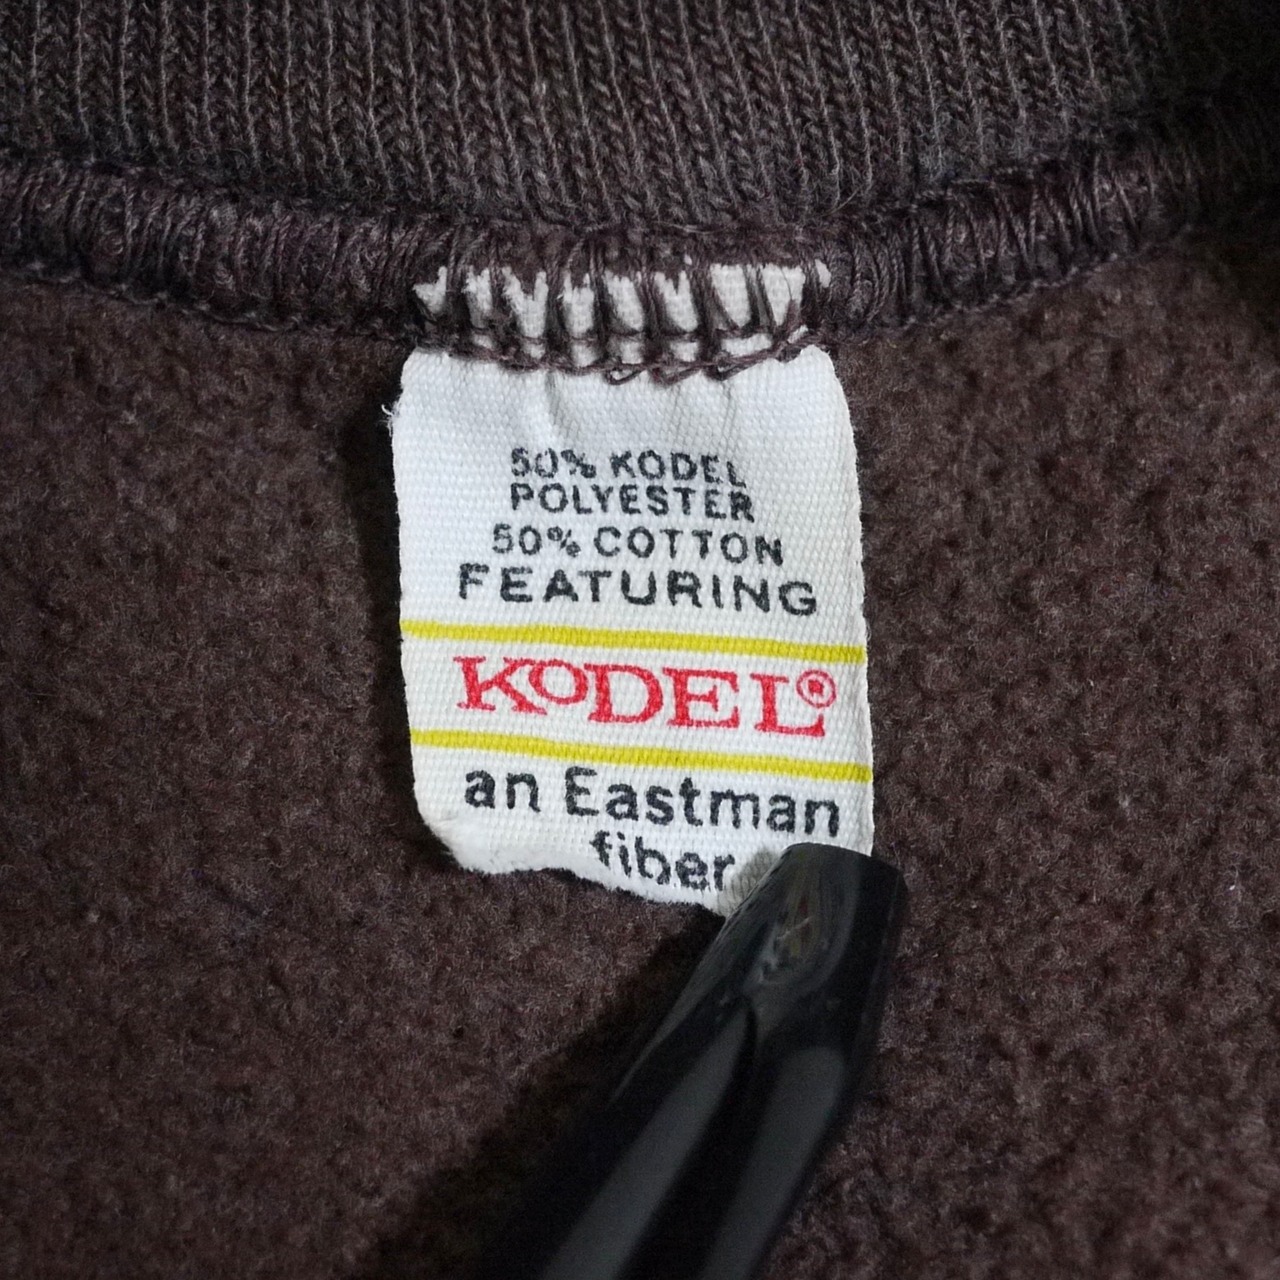 50% KODEL
POLYESTER
50% COTTON
FEATURING
KODEL®
an Eastman
fiber